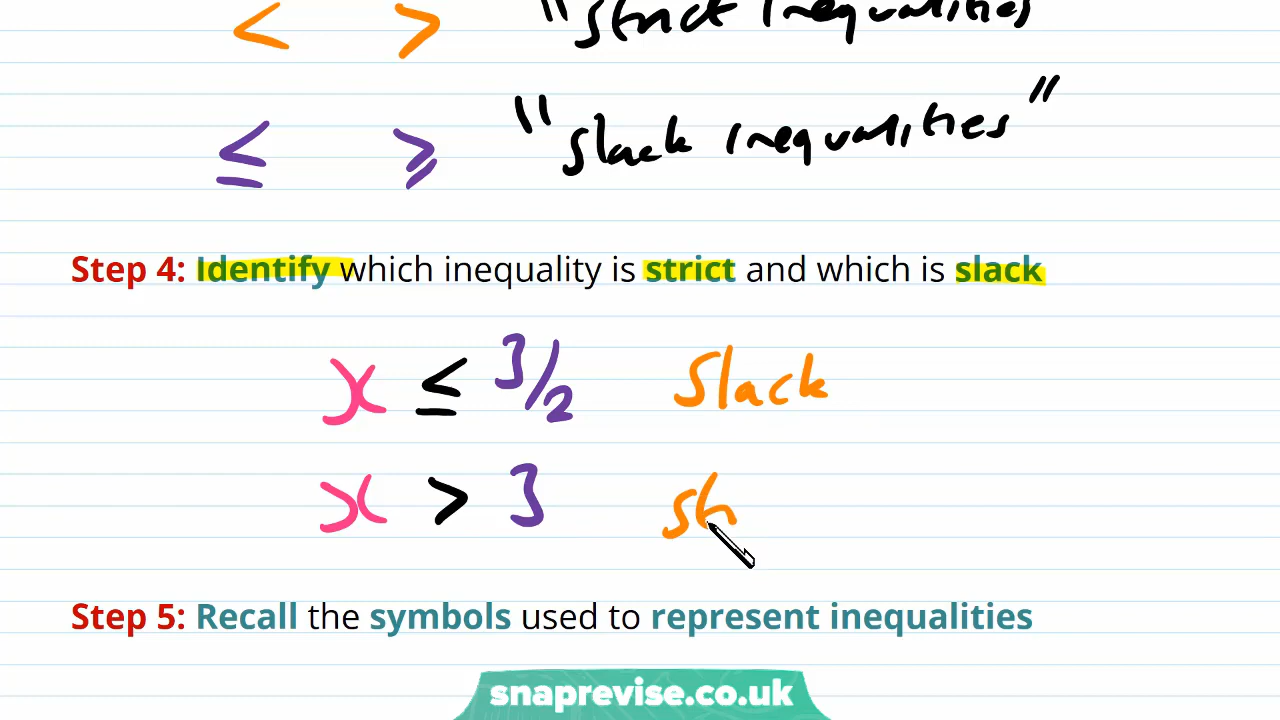 < > "strict inequalities
≤ ≥ "slack inequalities"
Step 4: Identify which inequality is strict and which is slack
x ≤ 3/2 slack
x > 3 str
Step 5: Recall the symbols used to represent inequalities
snaprevise.co.uk